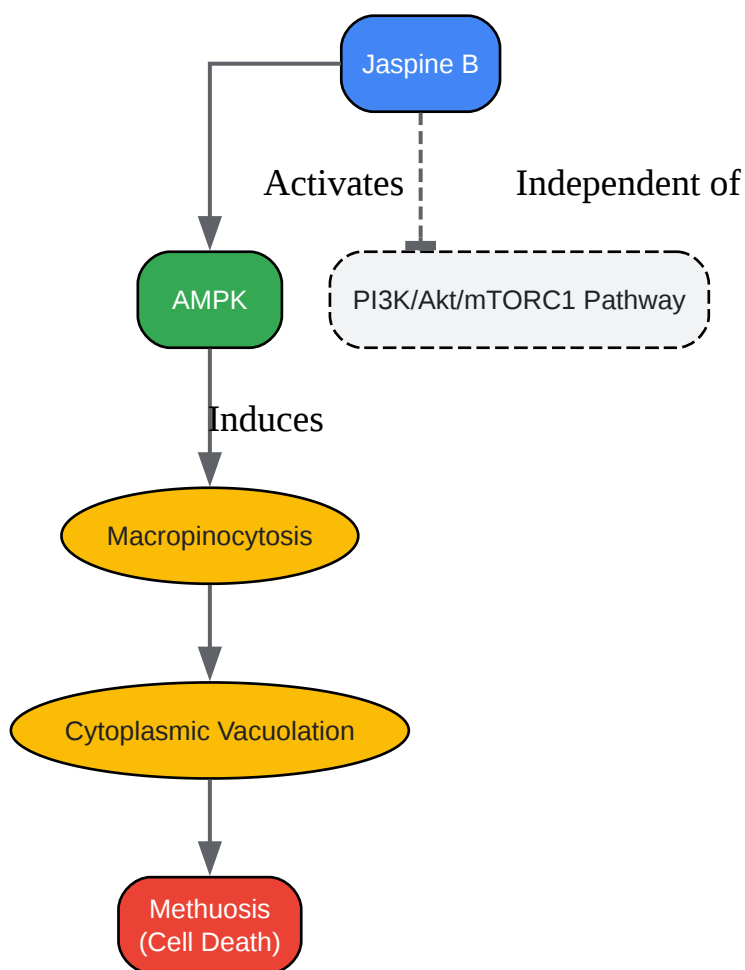 Jaspine B
Activates
Independent of
AMPK
PI3K/Akt/mTORC1 Pathway
Induces
Macropinocytosis
Cytoplasmic Vacuolation
Methuosis
(Cell Death)